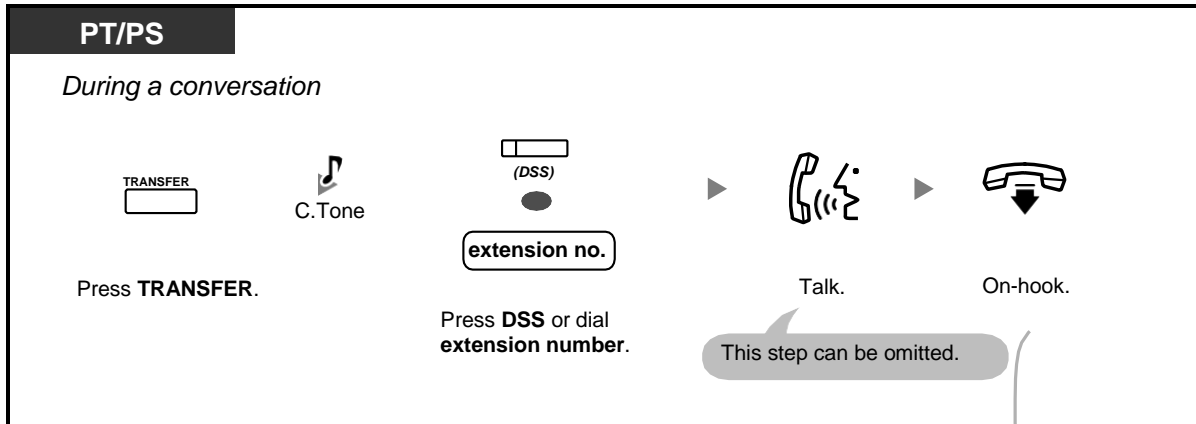 PT/PS
During a conversation
TRANSFER
C.Tone
(DSS)
extension no.
Press TRANSFER.
Press DSS or dial
extension number.
Talk.
On-hook.
This step can be omitted.